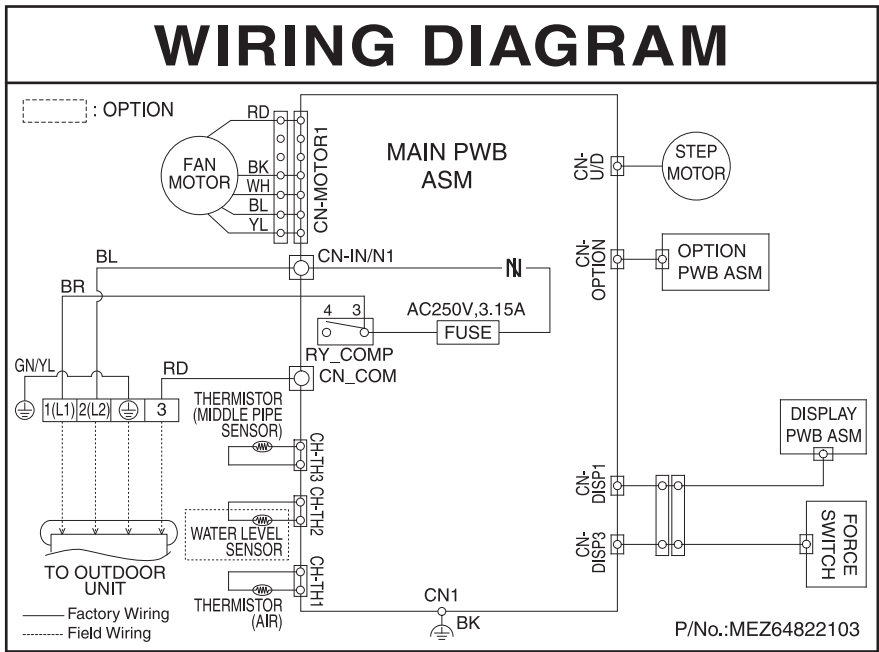 WIRING DIAGRAM
: OPTION
RD
FAN
MOTOR
BK
WH
BL
YL
CN-MOTOR1
MAIN PWB
ASM
CN-
U/D
STEP
MOTOR
BL
CN-IN/N1
N
CN-
OPTION
OPTION
PWB ASM
BR
4 3
AC250V,3.15A
FUSE
RY_COMP
GN/YL
RD
CN_COM
1(L1) 2(L2) 3
THERMISTOR
(MIDDLE PIPE
SENSOR)
CH-TH3
DISPLAY
PWB ASM
CN-
DISP1
CH-TH2
WATER LEVEL
SENSOR
CN-
DISP3
FORCE
SWITCH
TO OUTDOOR
UNIT
CH-TH1
THERMISTOR
(AIR)
CN1
BK
Factory Wiring
Field Wiring
P/No.:MEZ64822103